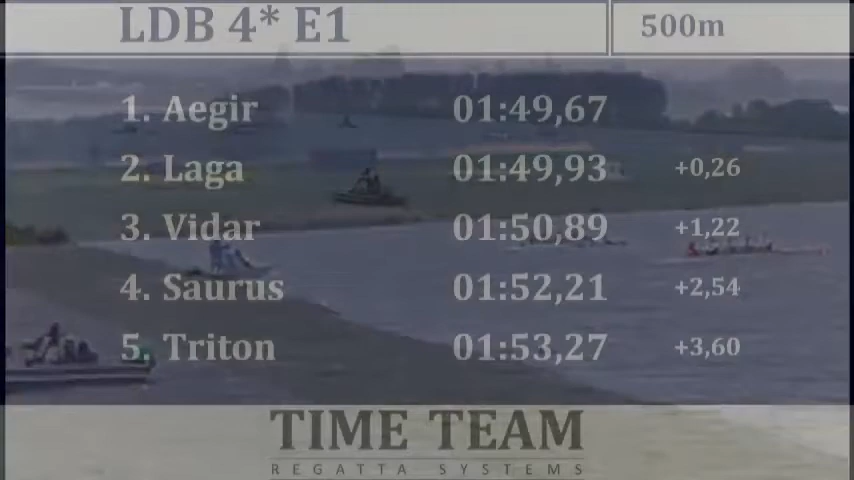 LDB 4* E1 500m
1. Aegir 01:49,67
2. Laga 01:49,93 +0,26
3. Vidar 01:50,89 +1,22
4. Saurus 01:52,21 +2,54
5. Triton 01:53,27 +3,60
TIME TEAM
REGATTA SYSTEMS